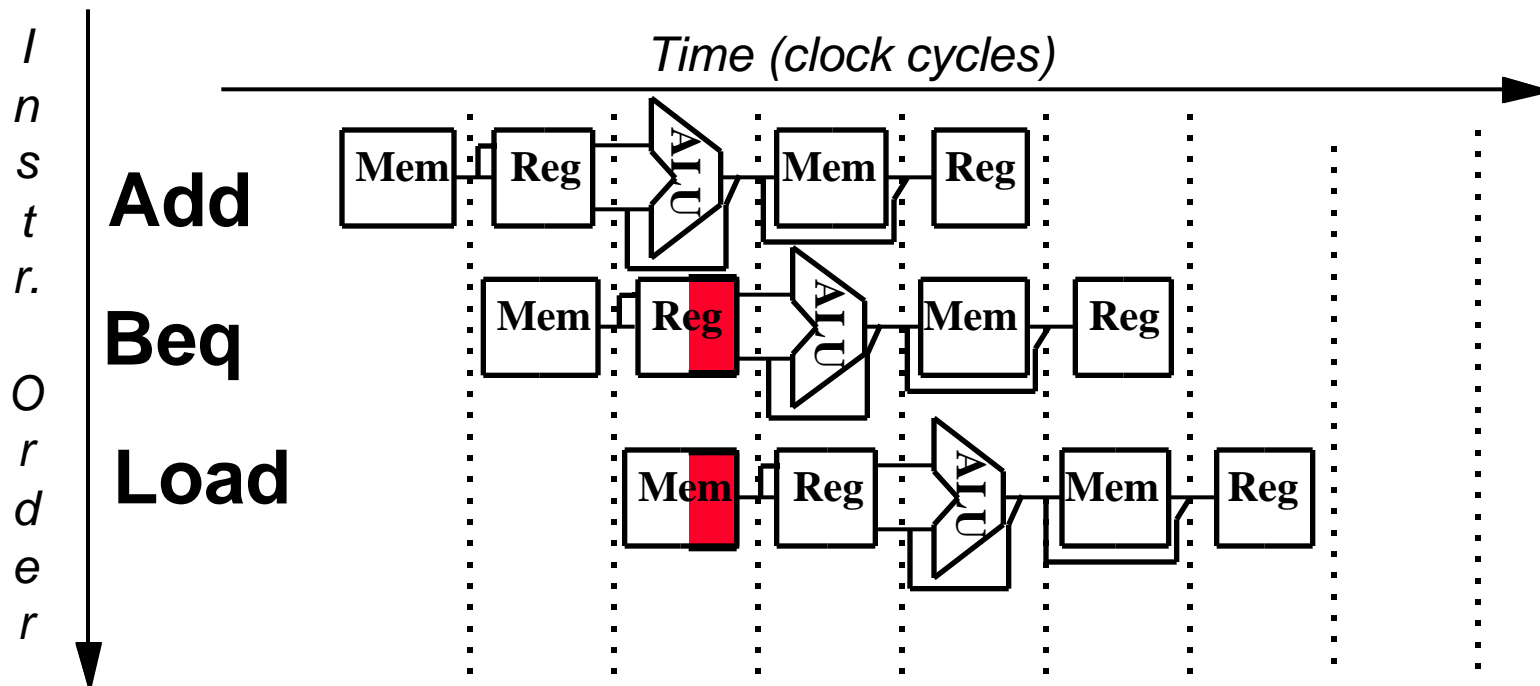 Instr. Order
Time (clock cycles)
Add
Mem Reg ALU Mem Reg
Beq
Mem Reg ALU Mem Reg
Load
Mem Reg ALU Mem Reg